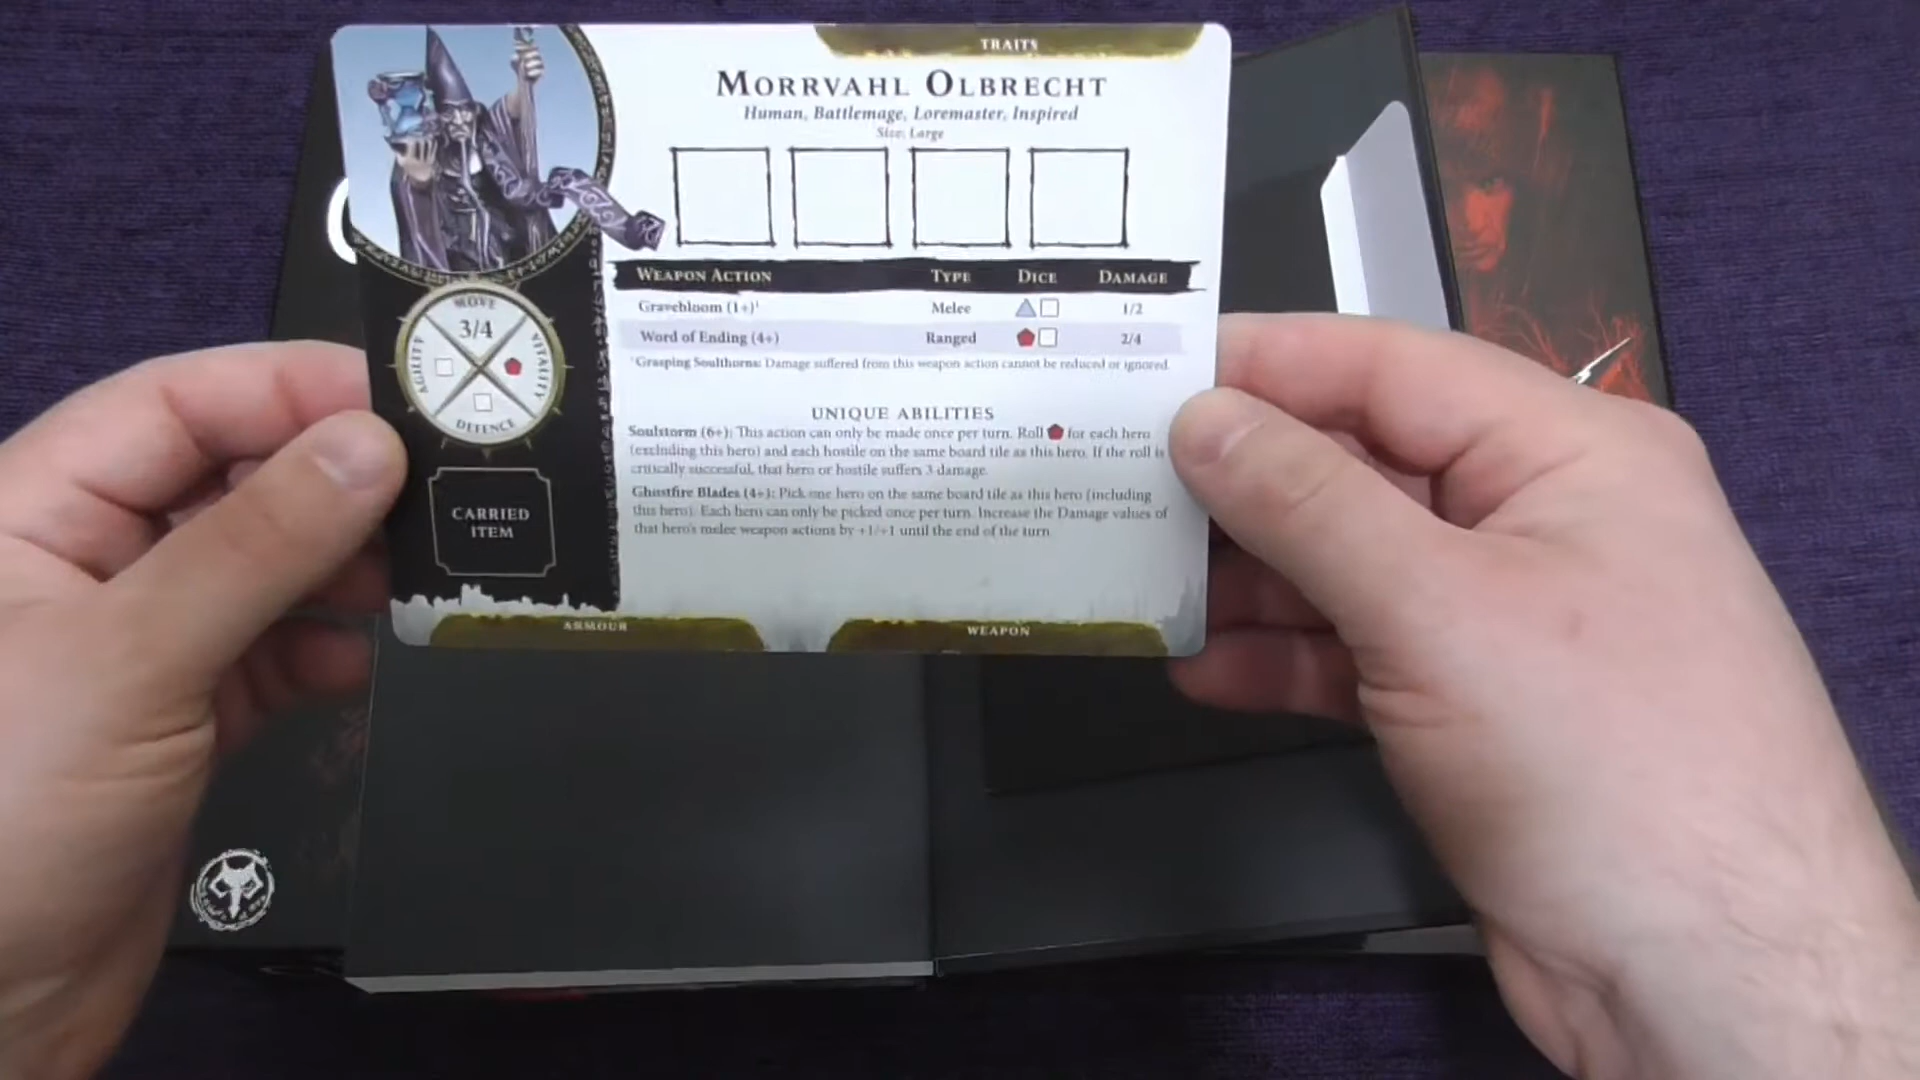 TRAITS
MORRVAHL OLBRECHT
Human, Battlemage, Loremaster, Inspired
Size: Large
MOVE
3/4
AGILITY
VITALITY
DEFENCE
CARRIED
ITEM
WEAPON ACTION TYPE DICE DAMAGE
Gravebloom (1+)¹ Melee 1/2
Word of Ending (4+) Ranged 2/4
¹Grasping Soulthorns: Damage suffered from this weapon action cannot be reduced or ignored.
UNIQUE ABILITIES
Soulstorm (6+): This action can only be made once per turn. Roll for each hero
(excluding this hero) and each hostile on the same board tile as this hero. If the roll is
critically successful, that hero or hostile suffers 3 damage.
Ghostfire Blades (4+): Pick one hero on the same board tile as this hero (including
this hero). Each hero can only be picked once per turn. Increase the Damage values of
that hero's melee weapon actions by +1/+1 until the end of the turn.
ARMOUR
WEAPON